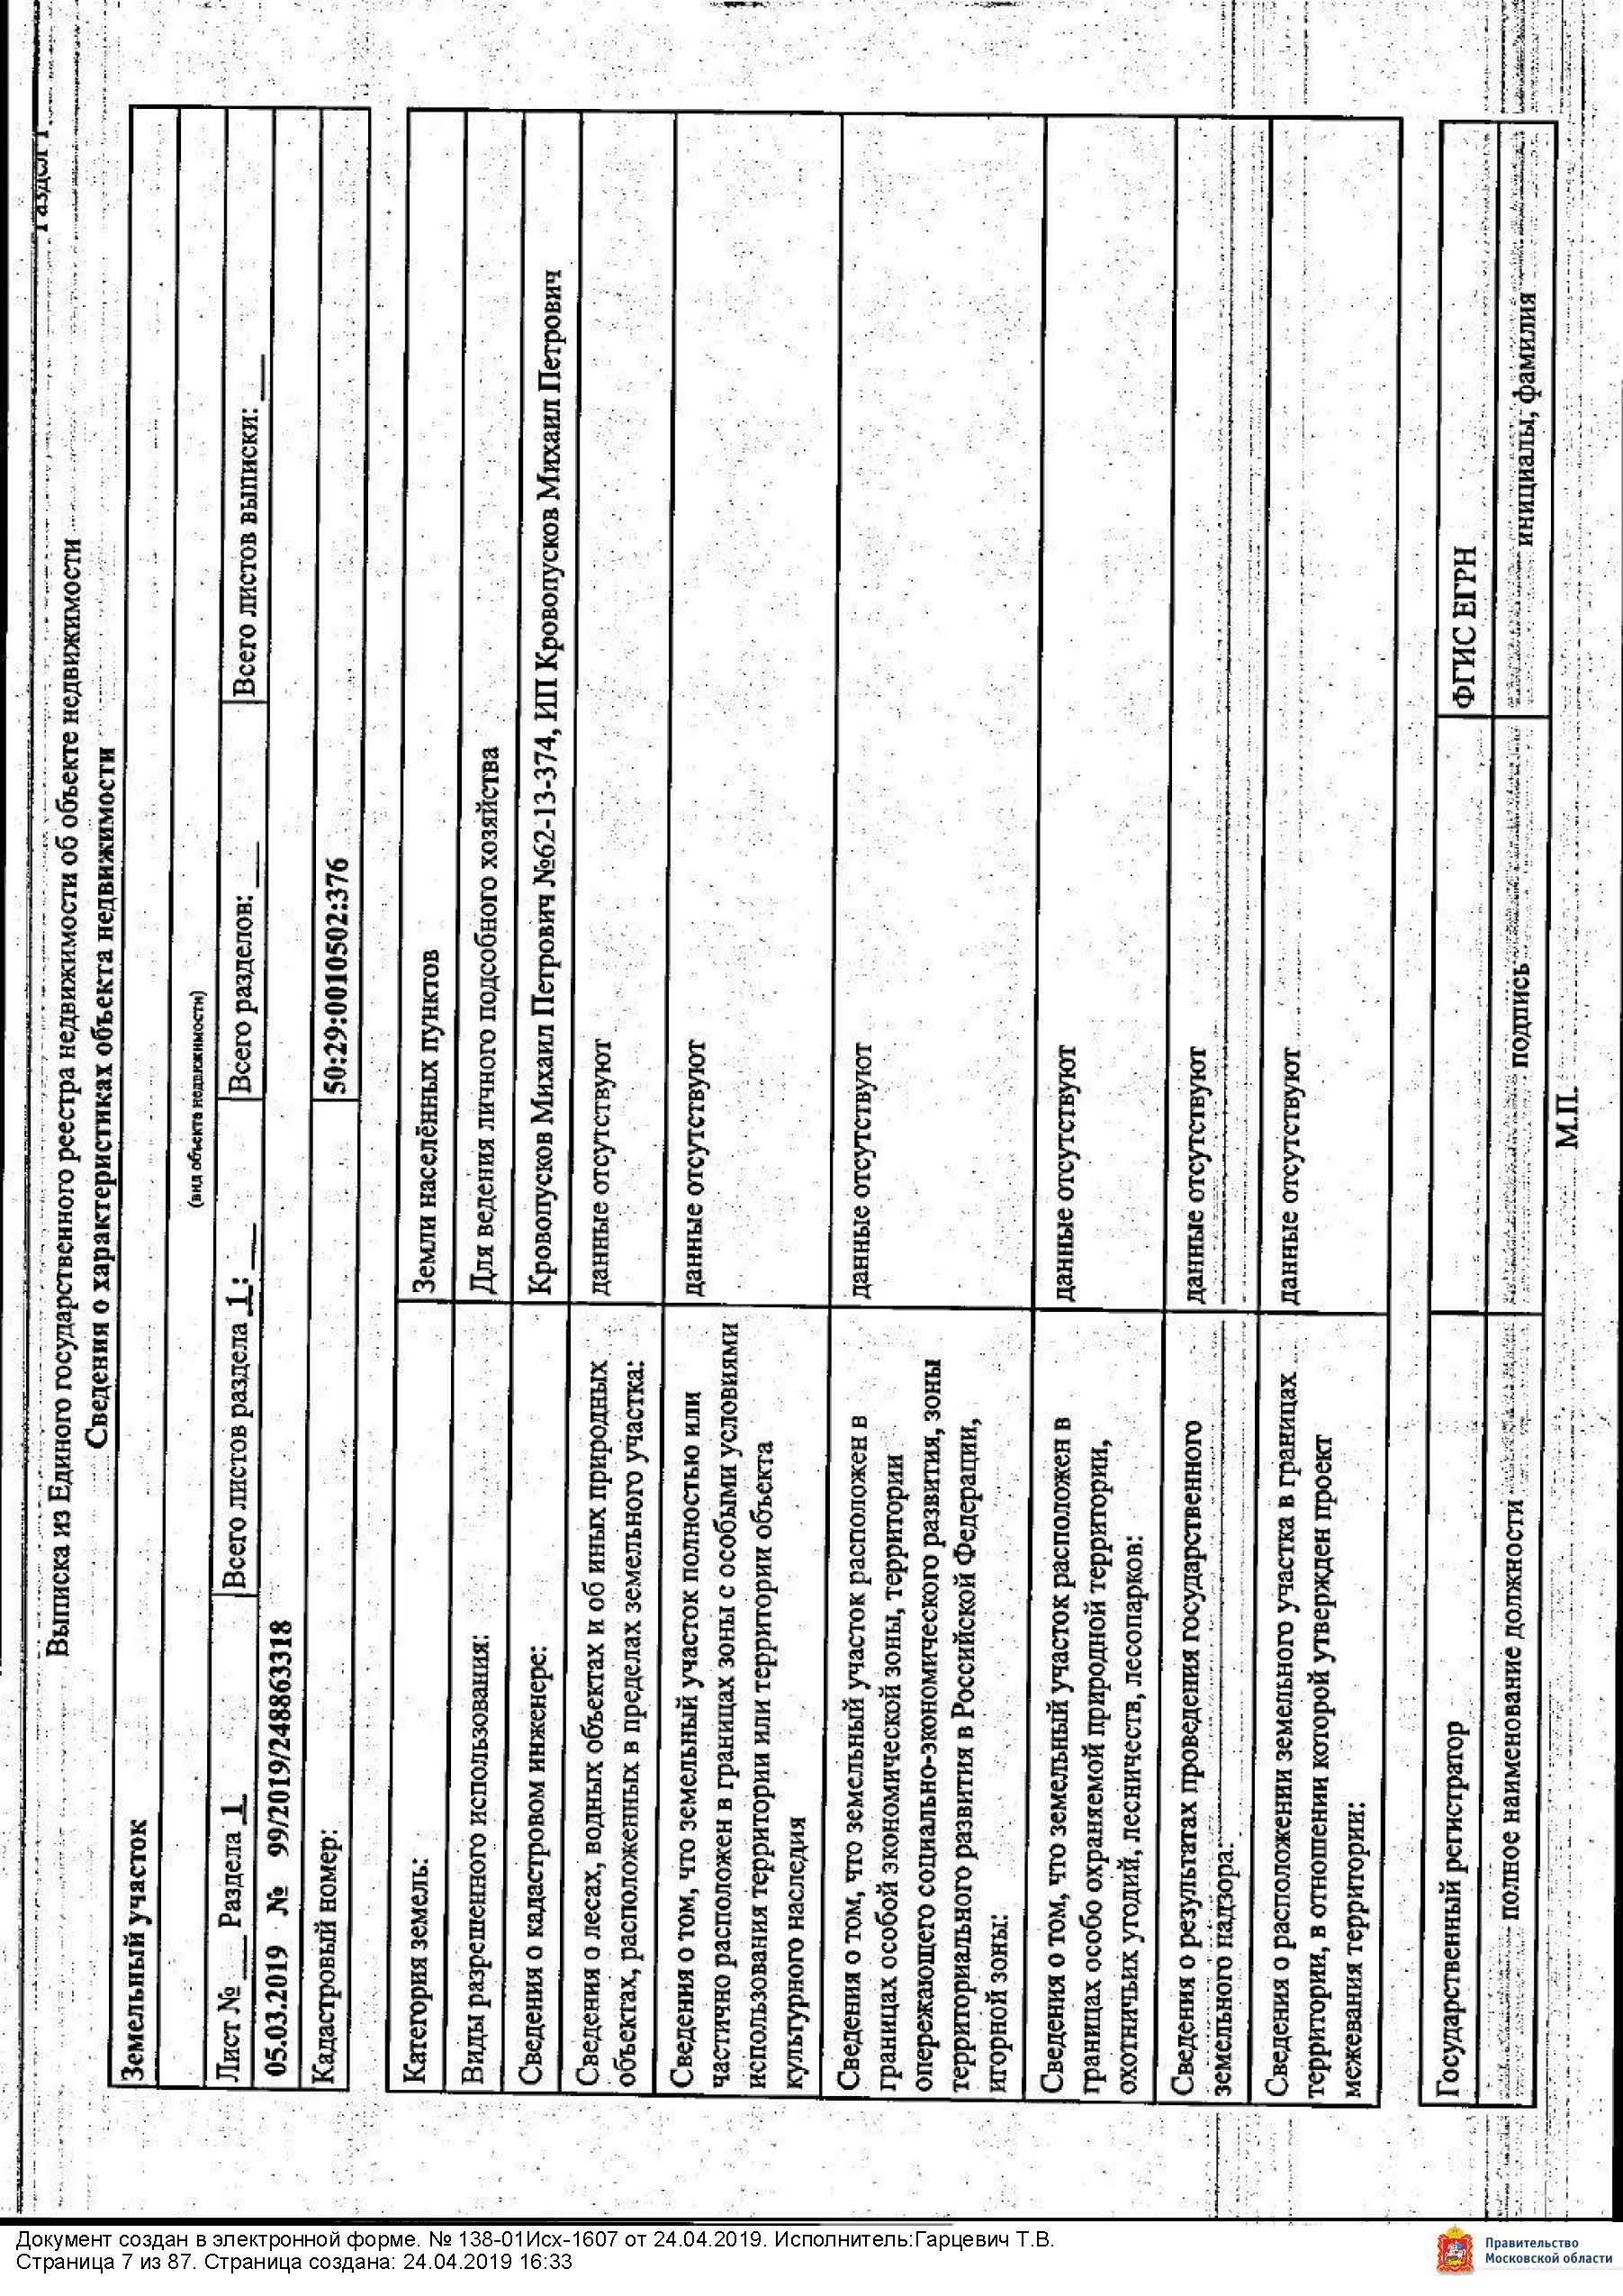 Раздел 1
Выписка из Единого государственного реестра недвижимости об объекте недвижимости
Сведения о характеристиках объекта недвижимости
Земельный участок
(вид объекта недвижимости)
Лист № ___ Раздела 1 Всего листов раздела 1: ___ Всего разделов: ___ Всего листов выписки: ___
05.03.2019 № 99/2019/248863318
Кадастровый номер: 50:29:0010502:376
Категория земель: Земли населённых пунктов
Виды разрешенного использования: Для ведения личного подсобного хозяйства
Сведения о кадастровом инженере: Кровопусков Михаил Петрович №62-13-374, ИП Кровопусков Михаил Петрович
Сведения о лесах, водных объектах и об иных природных
объектах, расположенных в пределах земельного участка:
данные отсутствуют
Сведения о том, что земельный участок полностью или
частично расположен в границах зоны с особыми условиями
использования территории или территории объекта
культурного наследия
данные отсутствуют
Сведения о том, что земельный участок расположен в
границах особой экономической зоны, территории
опережающего социально-экономического развития, зоны
территориального развития в Российской Федерации,
игорной зоны:
данные отсутствуют
Сведения о том, что земельный участок расположен в
границах особо охраняемой природной территории,
охотничьих угодий, лесничеств, лесопарков:
данные отсутствуют
Сведения о результатах проведения государственного
земельного надзора:
данные отсутствуют
Сведения о расположении земельного участка в границах
территории, в отношении которой утвержден проект
межевания территории:
данные отсутствуют
Государственный регистратор ФГИС ЕГРН
полное наименование должности подпись инициалы, фамилия
М.П.
Документ создан в электронной форме. № 138-01Исх-1607 от 24.04.2019. Исполнитель:Гарцевич Т.В.
Страница 7 из 87. Страница создана: 24.04.2019 16:33
Правительство
Московской области